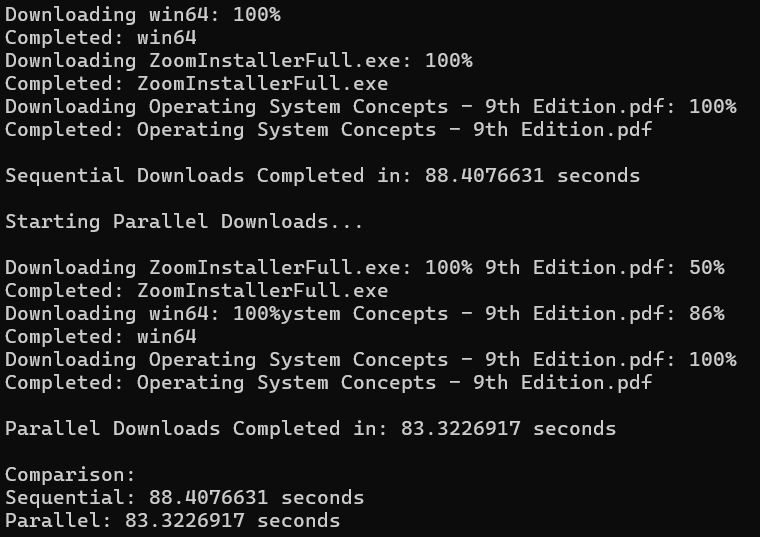 Downloading win64: 100%
Completed: win64
Downloading ZoomInstallerFull.exe: 100%
Completed: ZoomInstallerFull.exe
Downloading Operating System Concepts - 9th Edition.pdf: 100%
Completed: Operating System Concepts - 9th Edition.pdf
Sequential Downloads Completed in: 88.4076631 seconds
Starting Parallel Downloads...
Downloading ZoomInstallerFull.exe: 100% 9th Edition.pdf: 50%
Completed: ZoomInstallerFull.exe
Downloading win64: 100%ystem Concepts - 9th Edition.pdf: 86%
Completed: win64
Downloading Operating System Concepts - 9th Edition.pdf: 100%
Completed: Operating System Concepts - 9th Edition.pdf
Parallel Downloads Completed in: 83.3226917 seconds
Comparison:
Sequential: 88.4076631 seconds
Parallel: 83.3226917 seconds